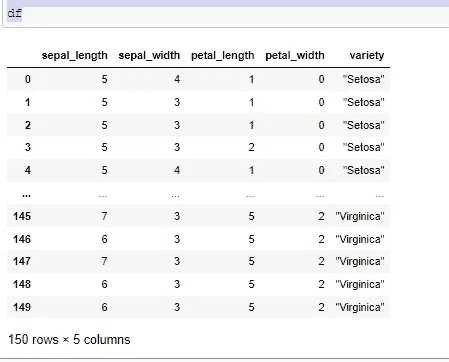 df
sepal_length sepal_width petal_length petal_width variety
0 5 4 1 0 "Setosa"
1 5 3 1 0 "Setosa"
2 5 3 1 0 "Setosa"
3 5 3 2 0 "Setosa"
4 5 4 1 0 "Setosa"
... ... ... ... ... ...
145 7 3 5 2 "Virginica"
146 6 3 5 2 "Virginica"
147 7 3 5 2 "Virginica"
148 6 3 5 2 "Virginica"
149 6 3 5 2 "Virginica"
150 rows × 5 columns